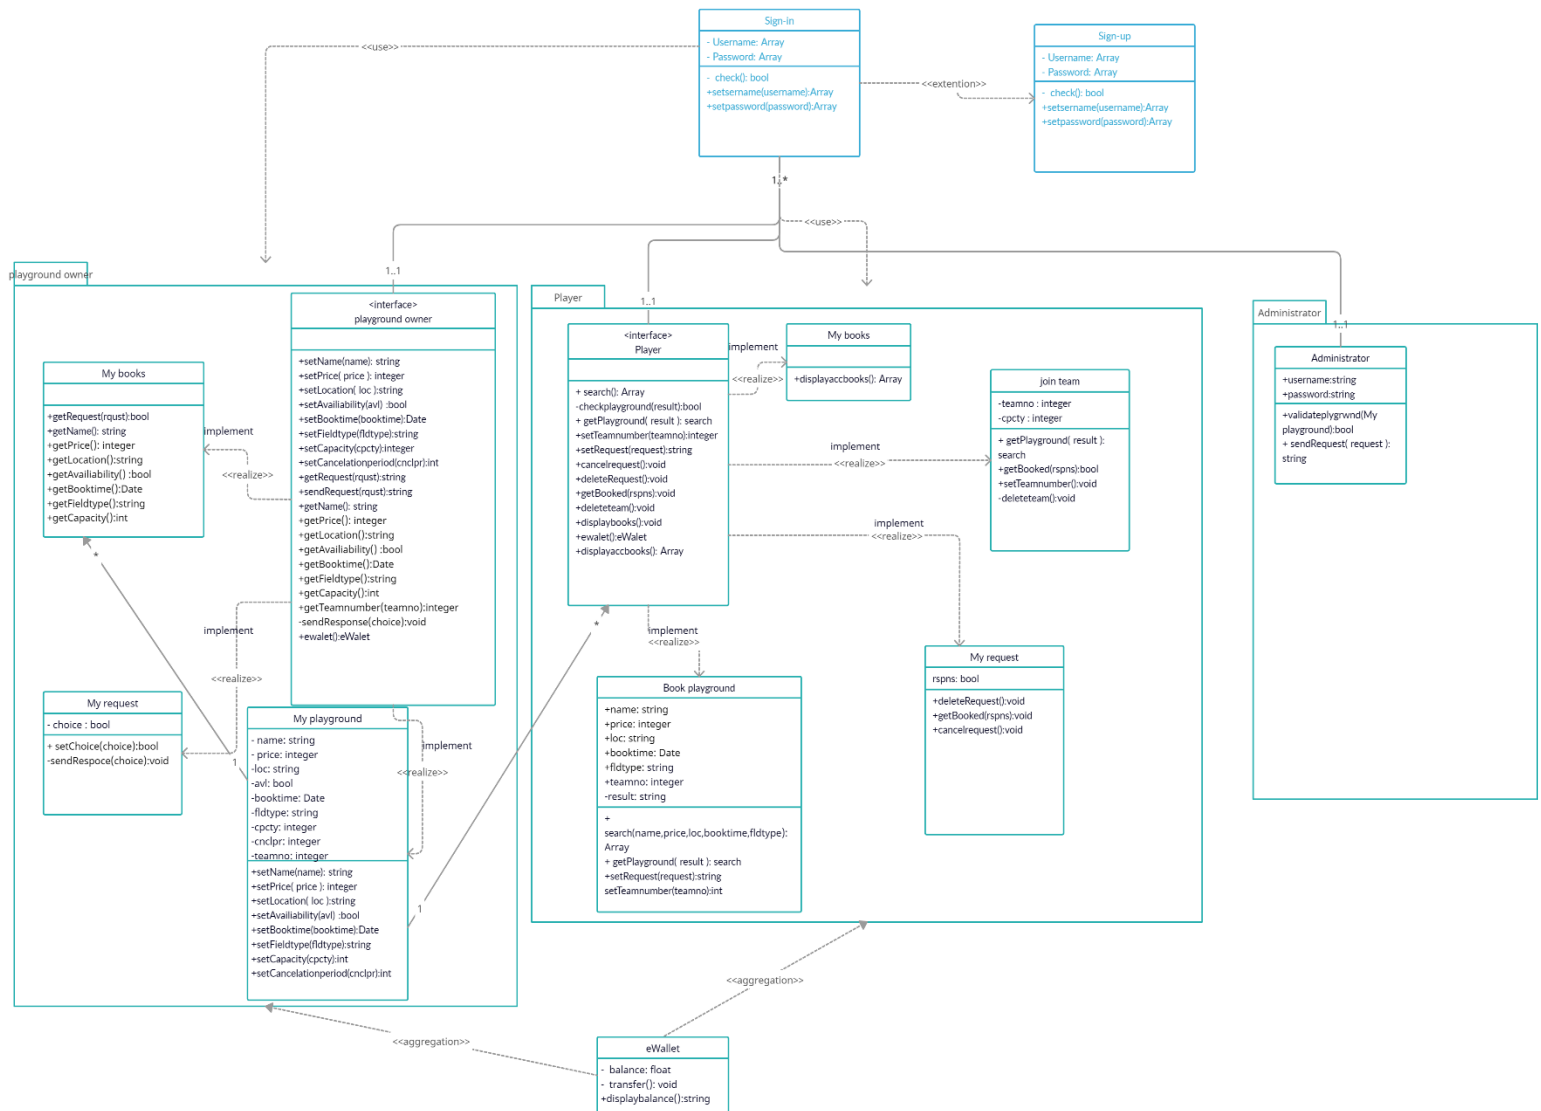 Sign-in
- Username: Array
- Password: Array
- check(): bool
+setsername(username):Array
+setpassword(password):Array
Sign-up
- Username: Array
- Password: Array
- check(): bool
+setsername(username):Array
+setpassword(password):Array
<<use>>
<<extention>>
1..*
<<use>>
1..1
1..1
1..1
playground owner
<interface>
playground owner
+setName(name): string
+setPrice( price ): integer
+setLocation( loc ):string
+setAvailiability(avl) :bool
+setBooktime(booktime):Date
+setFieldtype(fldtype):string
+setCapacity(cpcty):integer
+setCancelationperiod(cnclpr):int
+getRequest(rqust):string
+sendRequest(rqust):string
+getName(): string
+getPrice(): integer
+getLocation():string
+getAvailiability() :bool
+getBooktime():Date
+getFieldtype():string
+getCapacity():int
+getTeamnumber(teamno):integer
-sendResponse(choice):void
+ewalet():eWalet
My books
+getRequest(rqust):bool
+getName(): string
+getPrice(): integer
+getLocation():string
+getAvailiability() :bool
+getBooktime():Date
+getFieldtype():string
+getCapacity():int
implement
<<realize>>
*
implement
<<realize>>
My request
- choice : bool
+ setChoice(choice):bool
-sendRespoce(choice):void
1
My playground
- name: string
- price: integer
-loc: string
-avl: bool
-booktime: Date
-fldtype: string
-cpcty: integer
-cnclpr: integer
-teamno: integer
+setName(name): string
+setPrice( price ): integer
+setLocation( loc ):string
+setAvailiability(avl) :bool
+setBooktime(booktime):Date
+setFieldtype(fldtype):string
+setCapacity(cpcty):int
+setCancelationperiod(cnclpr):int
implement
<<realize>>
1
*
Player
<interface>
Player
+ search(): Array
-checkplayground(result):bool
+ getPlayground( result ): search
+setTeamnumber(teamno):integer
+setRequest(request):string
+cancelrequest():void
+deleteRequest():void
+getBooked(rspns):void
+deleteteam():void
+displaybooks():void
+ewalet():eWalet
+displayaccbooks(): Array
implement
<<realize>>
My books
+displayaccbooks(): Array
implement
<<realize>>
join team
-teamno : integer
-cpcty : integer
+ getPlayground( result ):
search
+getBooked(rspns):bool
+setTeamnumber():void
-deleteteam():void
implement
<<realize>>
My request
rspns: bool
+deleteRequest():void
+getBooked(rspns):void
+cancelrequest():void
implement
<<realize>>
Book playground
+name: string
+price: integer
+loc: string
+booktime: Date
+fldtype: string
+teamno: integer
-result: string
+
search(name,price,loc,booktime,fldtype):
Array
+ getPlayground( result ): search
+setRequest(request):string
setTeamnumber(teamno):int
Administrator
Administrator
+username:string
+password:string
+validateplygrwnd(My
playground):bool
+ sendRequest( request ):
string
<<aggregation>>
<<aggregation>>
eWallet
- balance: float
- transfer(): void
+displaybalance():string